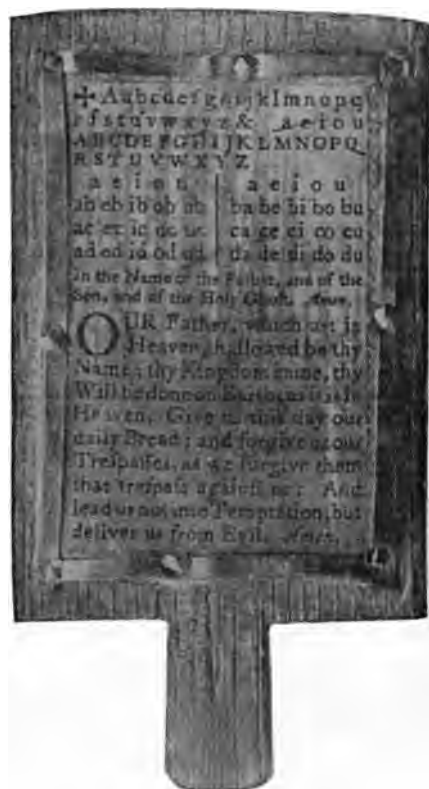 ✠ Aabcdefghijklmnopq
rſstuvwxyz& aeiou
ABCDEFGHIJKLMNOPQ
RSTUVWXYZ
a e i o u a e i o u
ab eb ib ob ub ba be bi bo bu
ac ec ic oc uc ca ce ci co cu
ad ed id od ud da de di do du
In the Name of the Father, and of the
Son, and of the Holy Ghoſt. Amen.
OUR Father, which art in
Heaven, hallowed be thy
Name; thy Kingdom come, thy
Will be done on Earth, as it is in
Heaven. Give us this day our
daily Bread; and forgive us our
Treſpaſſes, as we forgive them
that treſpaſs againſt us: And
lead us not into Temptation, but
deliver us from Evil. Amen.